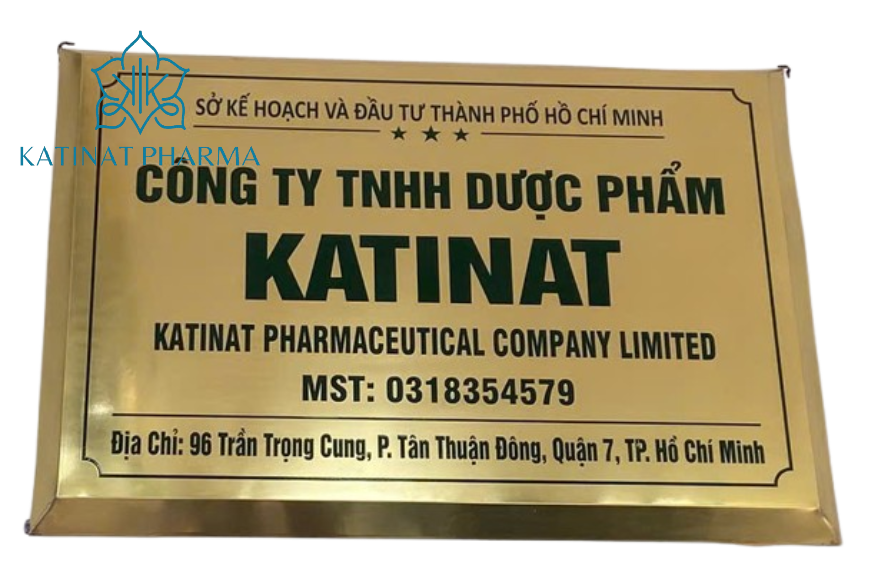 KATINAT PHARMA
SỞ KẾ HOẠCH VÀ ĐẦU TƯ THÀNH PHỐ HỒ CHÍ MINH
CÔNG TY TNHH DƯỢC PHẨM
KATINAT
KATINAT PHARMACEUTICAL COMPANY LIMITED
MST: 0318354579
Địa Chỉ: 96 Trần Trọng Cung, P. Tân Thuận Đông, Quận 7, TP. Hồ Chí Minh